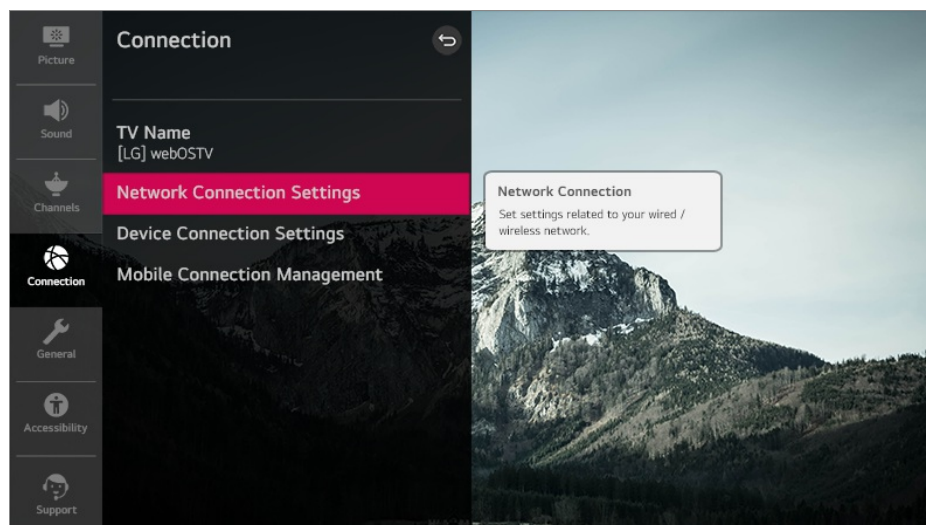 Picture
Sound
Channels
Connection
General
Accessibility
Support
Connection
TV Name
[LG] webOSTV
Network Connection Settings
Device Connection Settings
Mobile Connection Management
Network Connection
Set settings related to your wired /
wireless network.